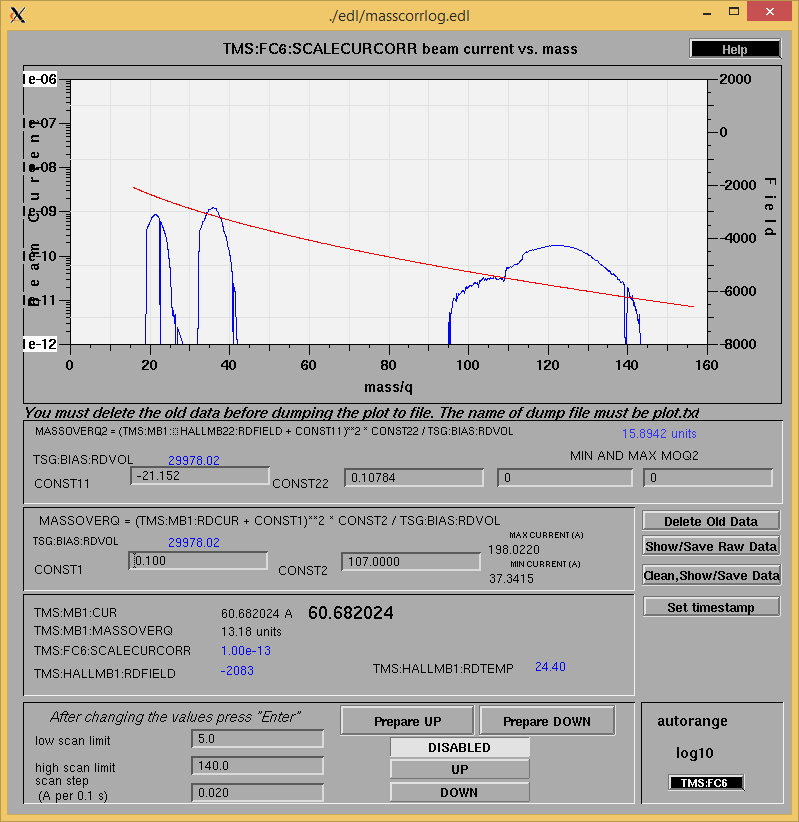 ./edl/masscorrlog.edl
TMS:FC6:SCALECURCORR beam current vs. mass
Help
1e-06
1e-07
1e-08
1e-09
1e-10
1e-11
1e-12
Beam Current
2000
0
-2000
-4000
-6000
-8000
Field
0 20 40 60 80 100 120 140 160
mass/q
You must delete the old data before dumping the plot to file. The name of dump file must be plot.txt
MASSOVERQ2 = (TMS:MB1: HALLMB22:RDFIELD + CONST11)**2 * CONST22 / TSG:BIAS:RDVOL
15.8942 units
TSG:BIAS:RDVOL 29978.02
MIN AND MAX MOQ2
CONST11 -21.152 CONST22 0.10784 0 0
MASSOVERQ = (TMS:MB1:RDCUR + CONST1)**2 * CONST2 / TSG:BIAS:RDVOL
TSG:BIAS:RDVOL 29978.02
MAX CURRENT (A)
198.0220
MIN CURRENT (A)
37.3415
CONST1 0.100 CONST2 107.0000
Delete Old Data
Show/Save Raw Data
Clean,Show/Save Data
Set timestamp
TMS:MB1:CUR 60.682024 A 60.682024
TMS:MB1:MASSOVERQ 13.18 units
TMS:FC6:SCALECURCORR 1.00e-13
TMS:HALLMB1:RDFIELD -2083 TMS:HALLMB1:RDTEMP 24.40
After changing the values press "Enter"
low scan limit 5.0
high scan limit 140.0
scan step
(A per 0.1 s) 0.020
Prepare UP
Prepare DOWN
DISABLED
UP
DOWN
autorange
log10
TMS:FC6